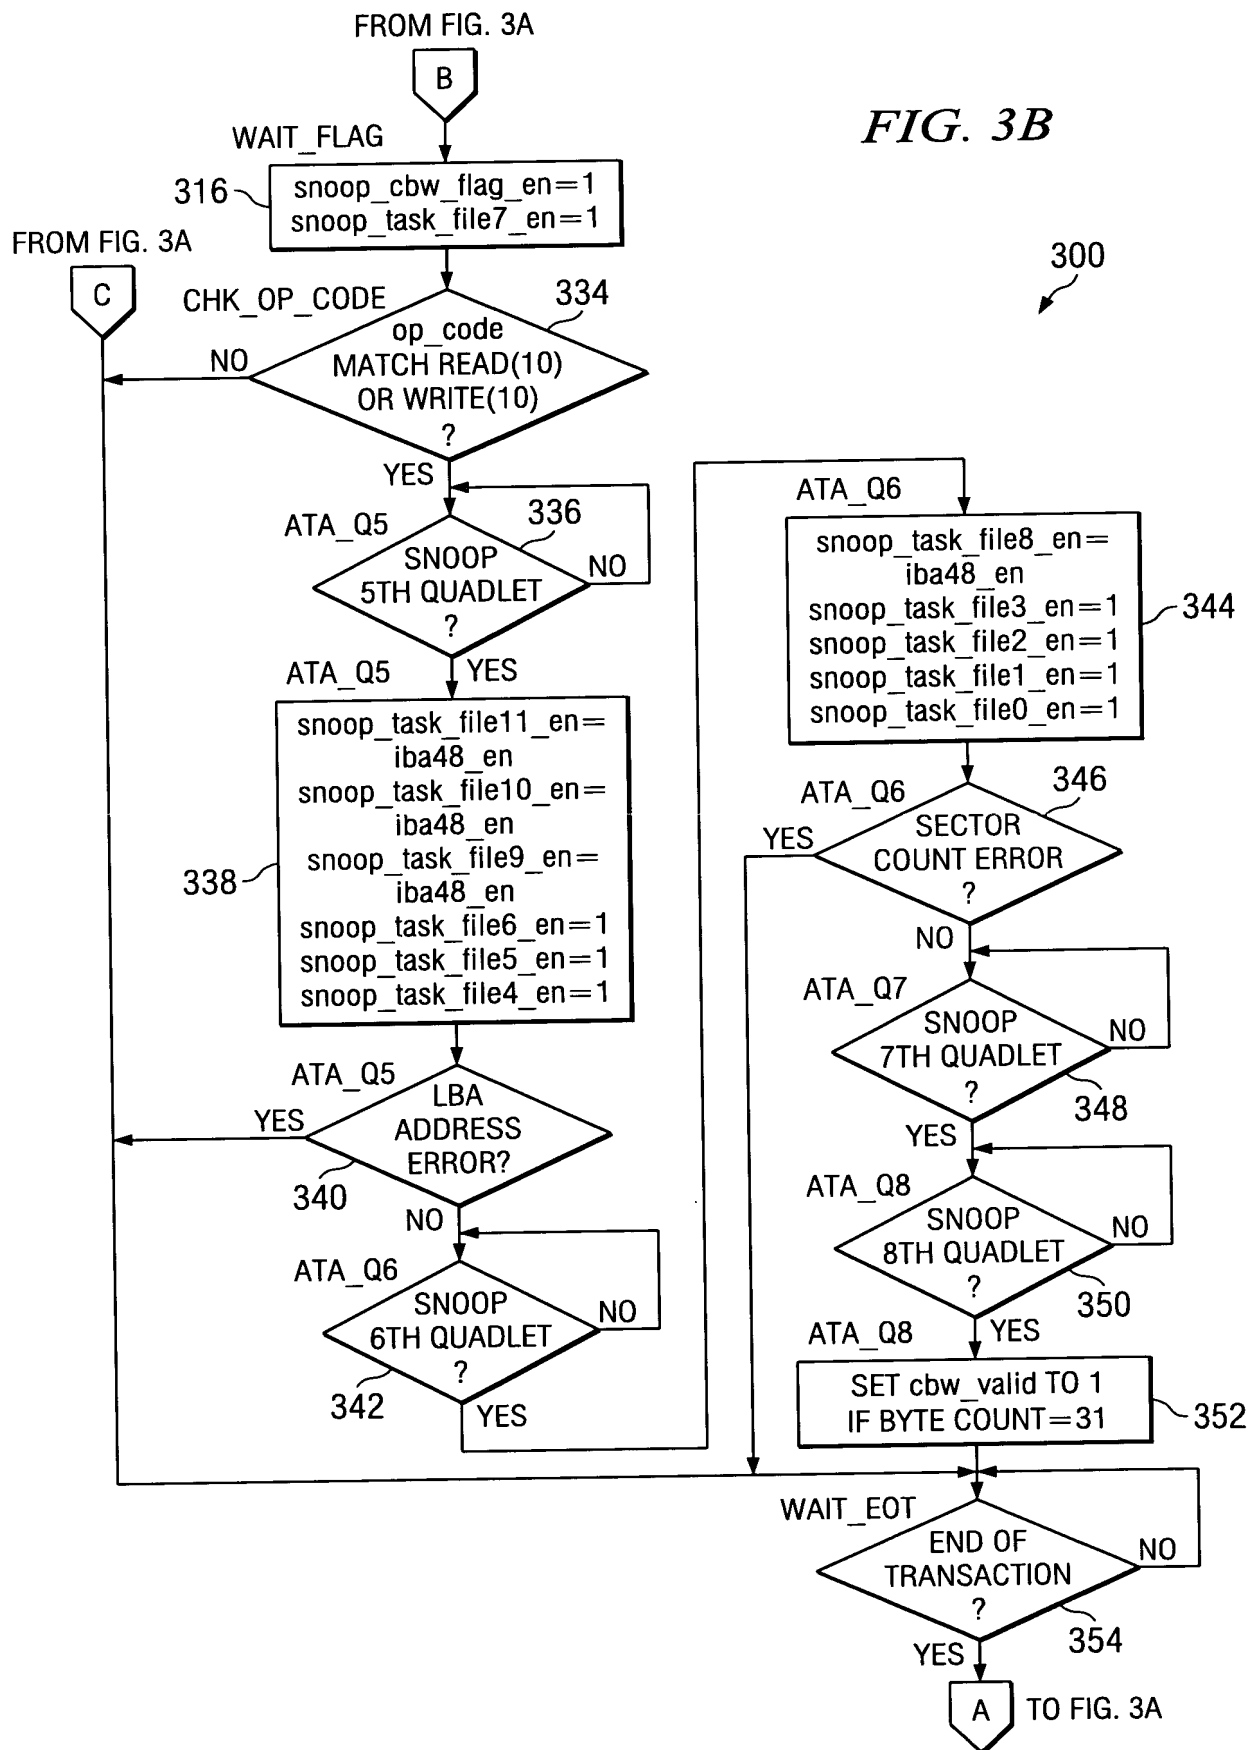 FROM FIG. 3A
B
FIG. 3B
WAIT_FLAG
316
snoop_cbw_flag_en=1
snoop_task_file7_en=1
FROM FIG. 3A
C
300
CHK_OP_CODE
334
op_code
MATCH READ(10)
OR WRITE(10)
?
NO
YES
ATA_Q5
336
SNOOP
5TH QUADLET
?
NO
YES
ATA_Q5
338
snoop_task_file11_en=
iba48_en
snoop_task_file10_en=
iba48_en
snoop_task_file9_en=
iba48_en
snoop_task_file6_en=1
snoop_task_file5_en=1
snoop_task_file4_en=1
ATA_Q5
LBA
ADDRESS
ERROR?
YES
340
NO
ATA_Q6
SNOOP
6TH QUADLET
?
NO
342
YES
ATA_Q6
snoop_task_file8_en=
iba48_en
snoop_task_file3_en=1
snoop_task_file2_en=1
snoop_task_file1_en=1
snoop_task_file0_en=1
344
ATA_Q6
346
SECTOR
COUNT ERROR
?
YES
NO
ATA_Q7
SNOOP
7TH QUADLET
?
NO
348
YES
ATA_Q8
SNOOP
8TH QUADLET
?
NO
350
YES
ATA_Q8
SET cbw_valid TO 1
IF BYTE COUNT=31
352
WAIT_EOT
END OF
TRANSACTION
?
NO
354
YES
A
TO FIG. 3A